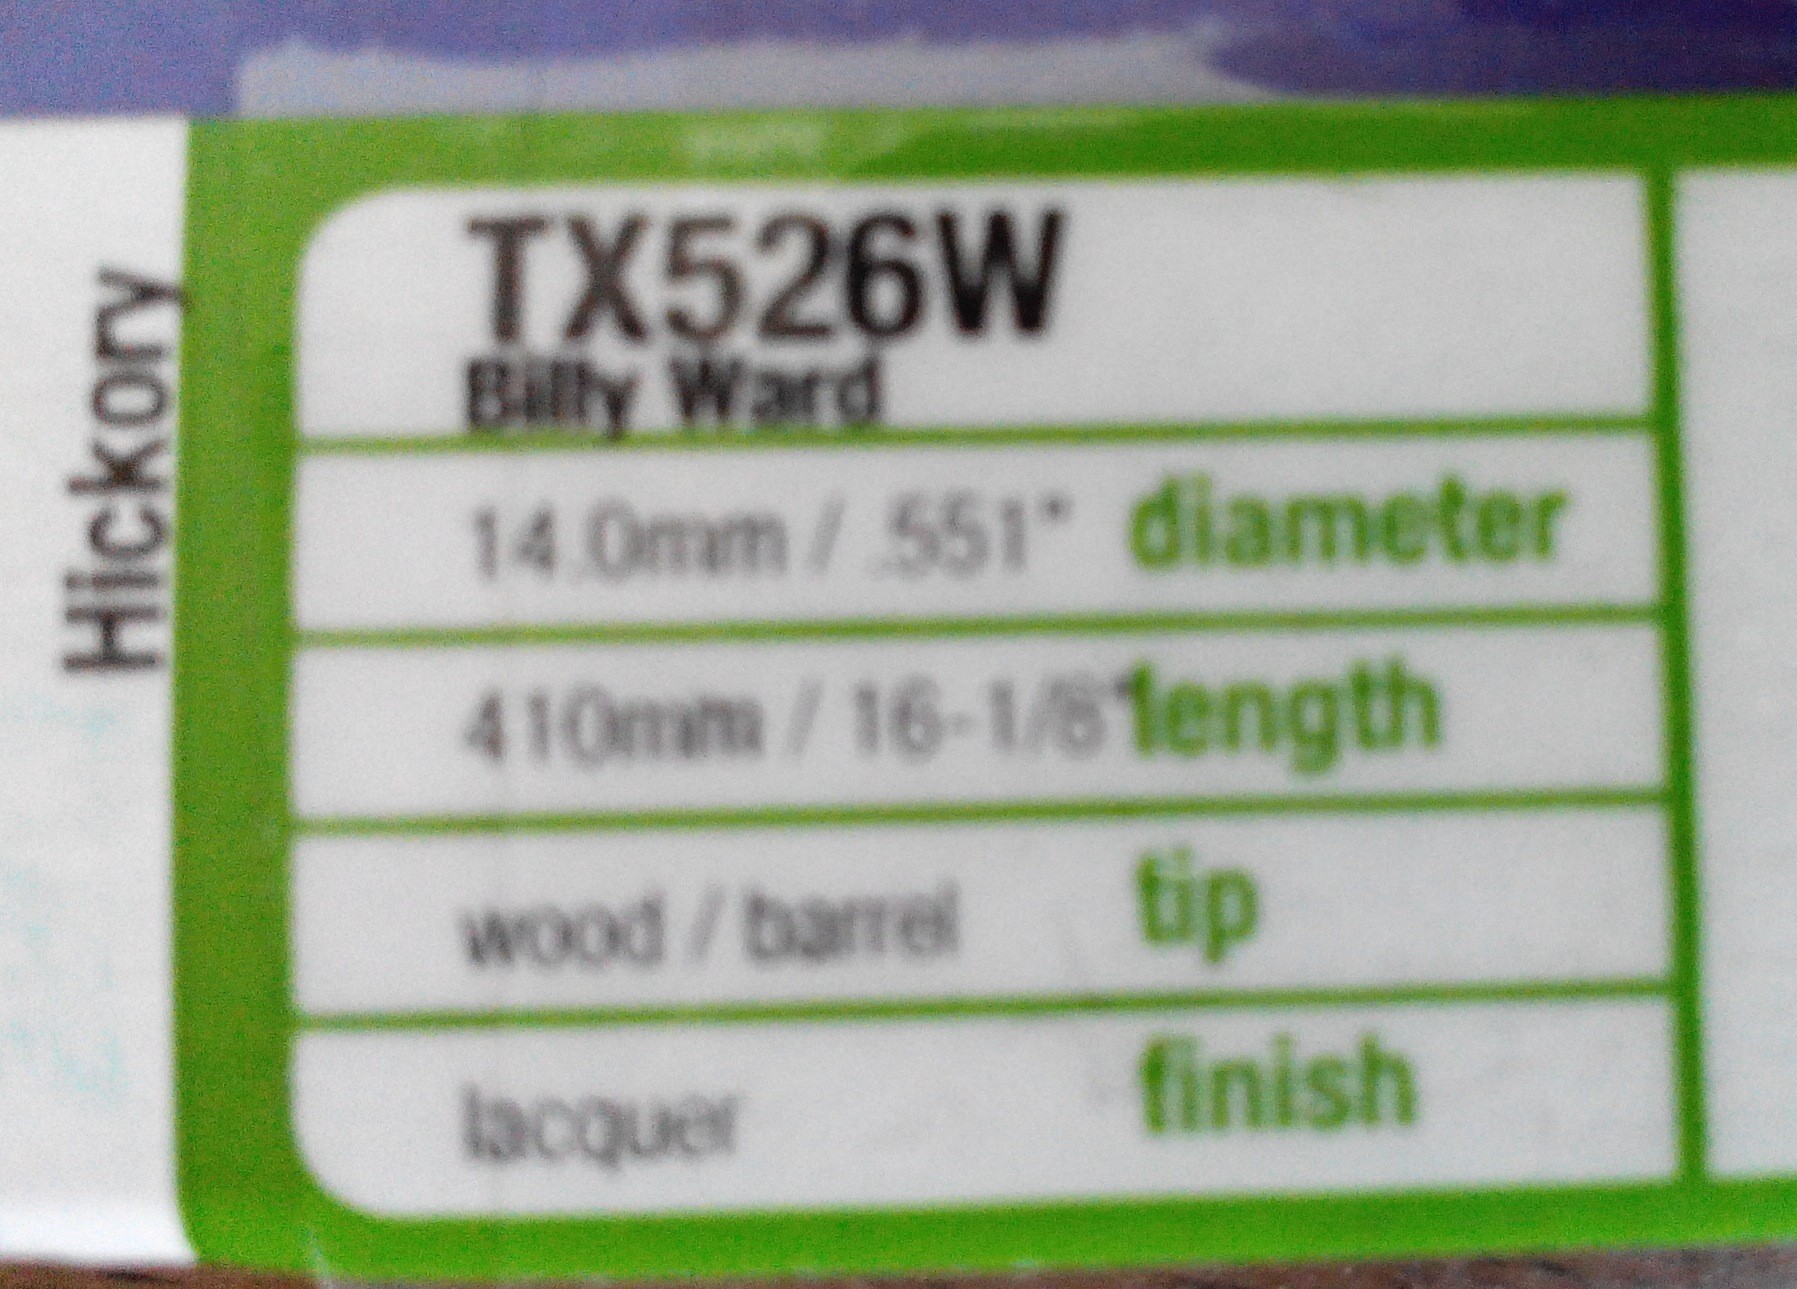 Hickory
TX526W
Billy Ward
14.0mm / .551" diameter
410mm / 16-1/8" length
wood / barrel tip
lacquer finish